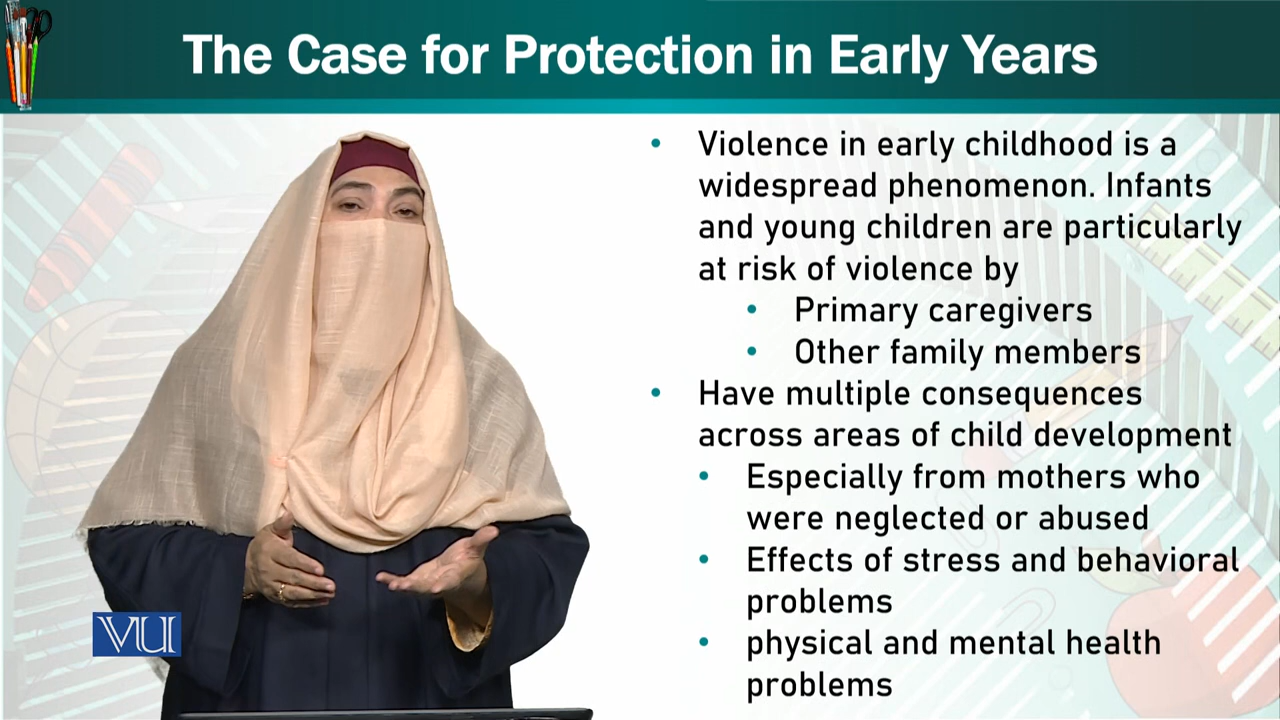 The Case for Protection in Early Years
• Violence in early childhood is a
widespread phenomenon. Infants
and young children are particularly
at risk of violence by
• Primary caregivers
• Other family members
• Have multiple consequences
across areas of child development
• Especially from mothers who
were neglected or abused
• Effects of stress and behavioral
problems
• physical and mental health
problems
VU